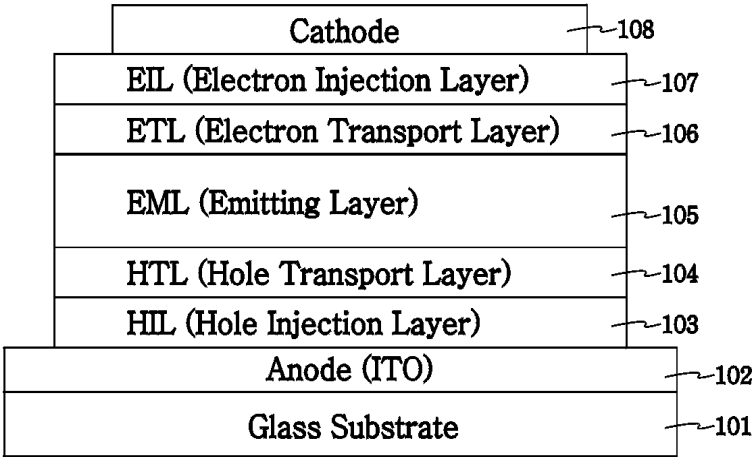 Cathode 108
EIL (Electron Injection Layer) 107
ETL (Electron Transport Layer) 106
EML (Emitting Layer) 105
HTL (Hole Transport Layer) 104
HIL (Hole Injection Layer) 103
Anode (ITO) 102
Glass Substrate 101